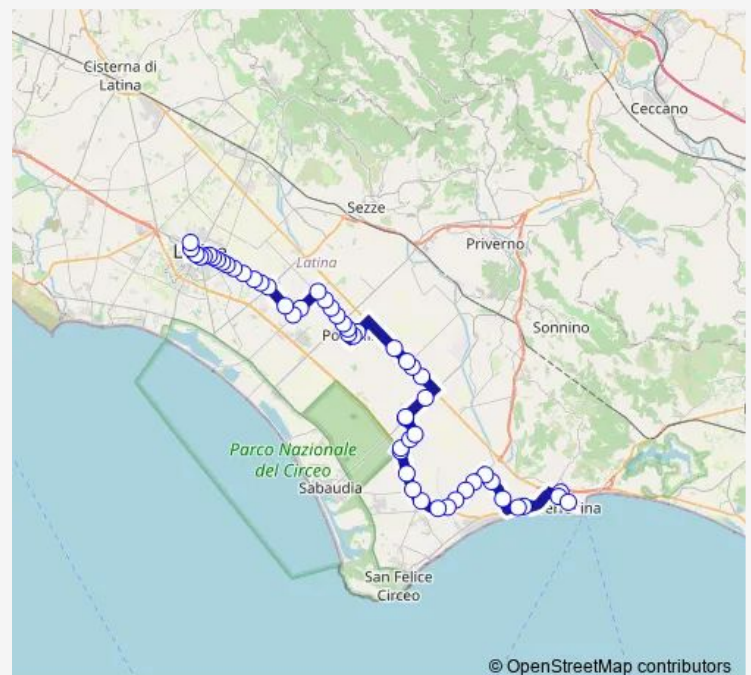 Cisterna di
Latina
Ceccano
Sezze
Priverno
Latina
Sonnino
Parco Nazionale
del Circeo
Sabaudia
San Felice
Circeo
© OpenStreetMap contributors